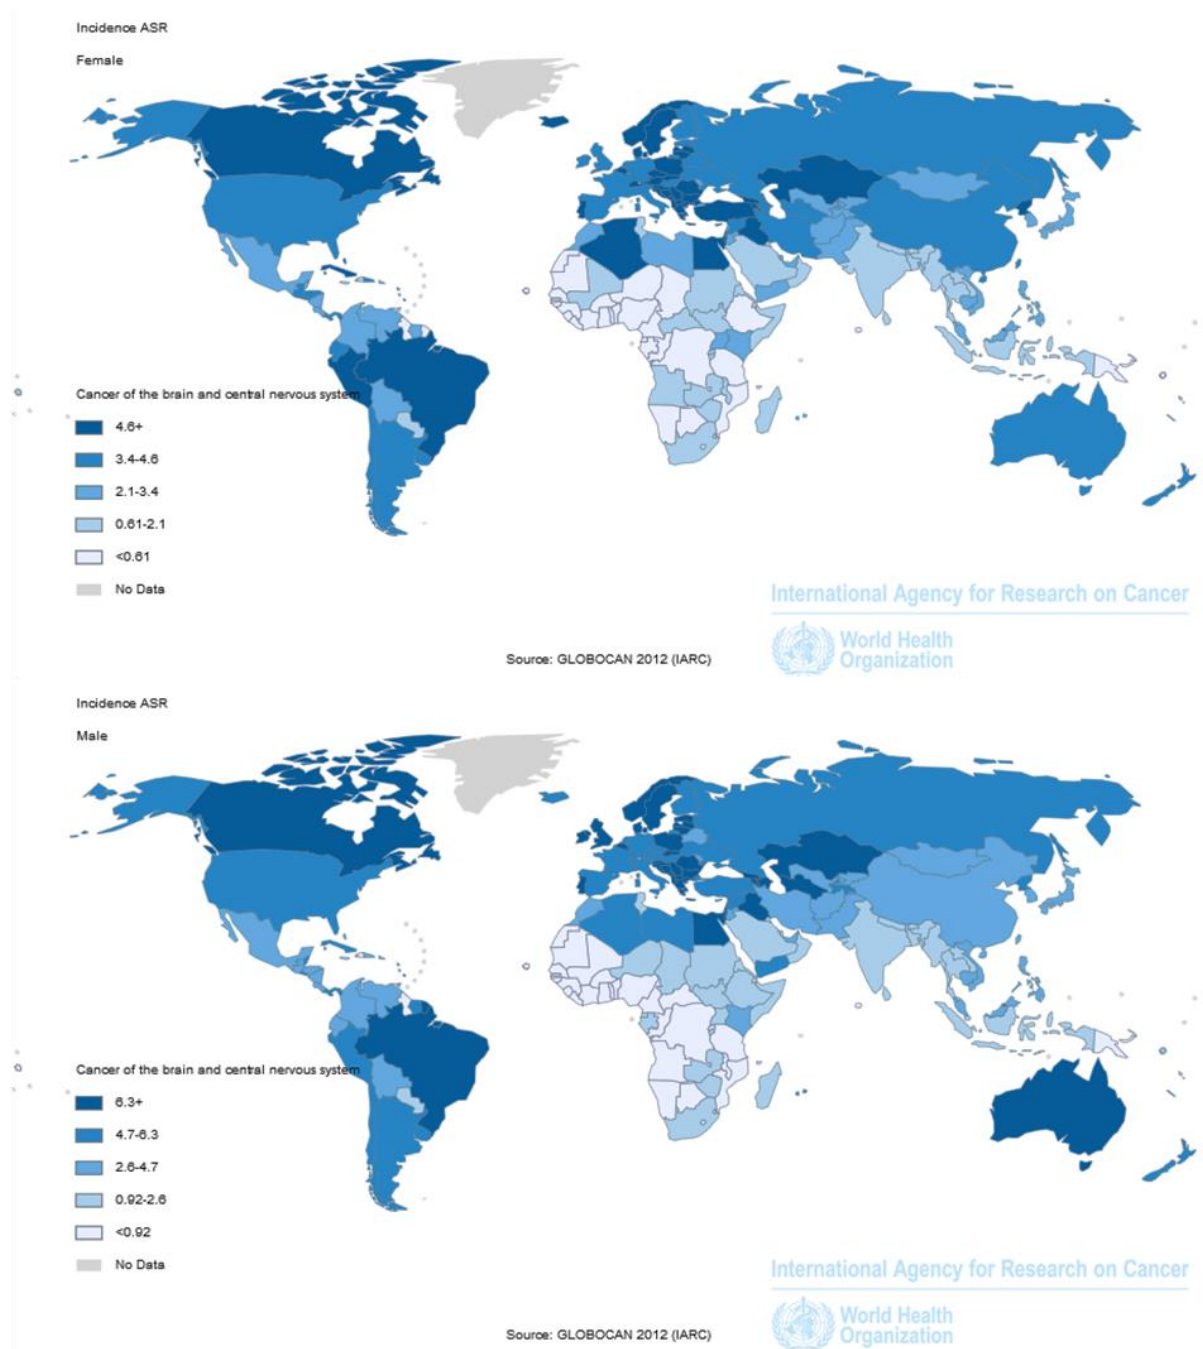 Incidence ASR
Female
Cancer of the brain and central nervous system
4.6+
3.4-4.6
2.1-3.4
0.61-2.1
<0.61
No Data
International Agency for Research on Cancer
World Health
Organization
Source: GLOBOCAN 2012 (IARC)
Incidence ASR
Male
Cancer of the brain and central nervous system
6.3+
4.7-6.3
2.6-4.7
0.92-2.6
<0.92
No Data
International Agency for Research on Cancer
World Health
Organization
Source: GLOBOCAN 2012 (IARC)